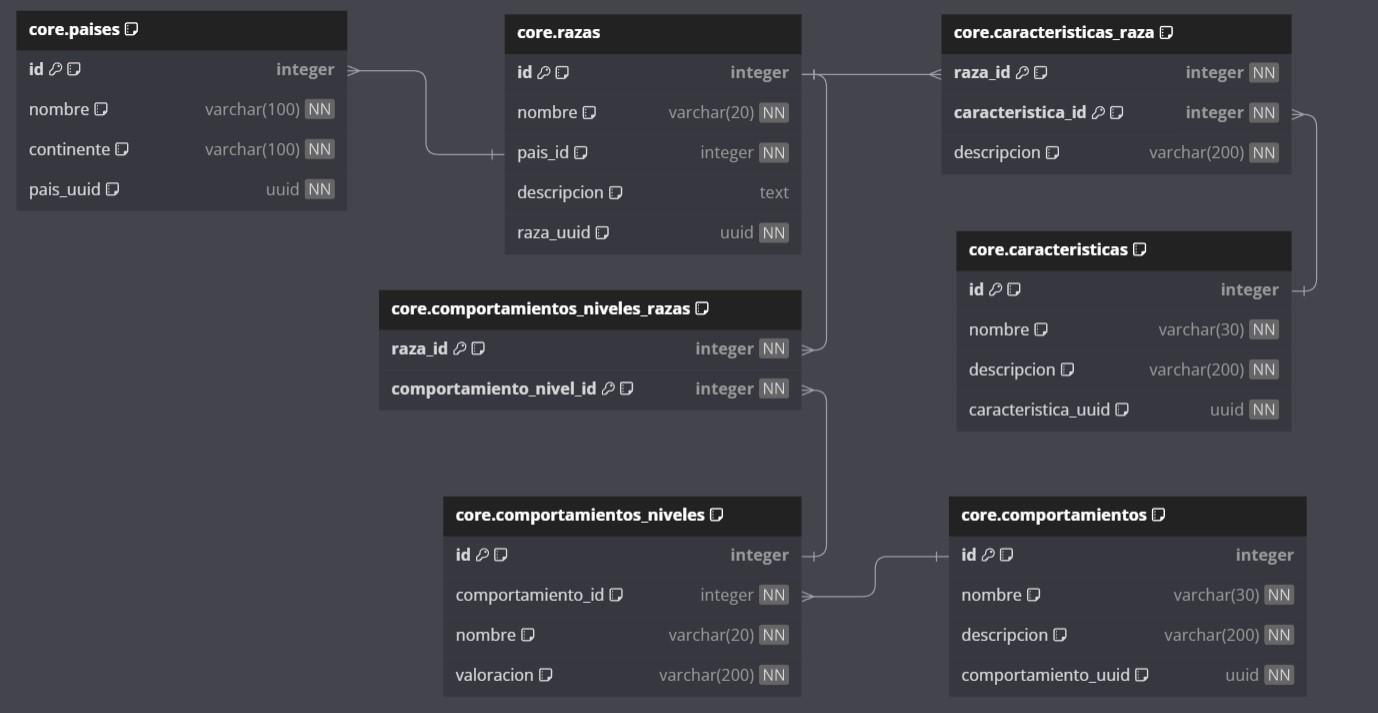 core.paises
id integer
nombre varchar(100) NN
continente varchar(100) NN
pais_uuid uuid NN
core.razas
id integer
nombre varchar(20) NN
pais_id integer NN
descripcion text
raza_uuid uuid NN
core.caracteristicas_raza
raza_id integer NN
caracteristica_id integer NN
descripcion varchar(200) NN
core.caracteristicas
id integer
nombre varchar(30) NN
descripcion varchar(200) NN
caracteristica_uuid uuid NN
core.comportamientos_niveles_razas
raza_id integer NN
comportamiento_nivel_id integer NN
core.comportamientos_niveles
id integer
comportamiento_id integer NN
nombre varchar(20) NN
valoracion varchar(200) NN
core.comportamientos
id integer
nombre varchar(30) NN
descripcion varchar(200) NN
comportamiento_uuid uuid NN